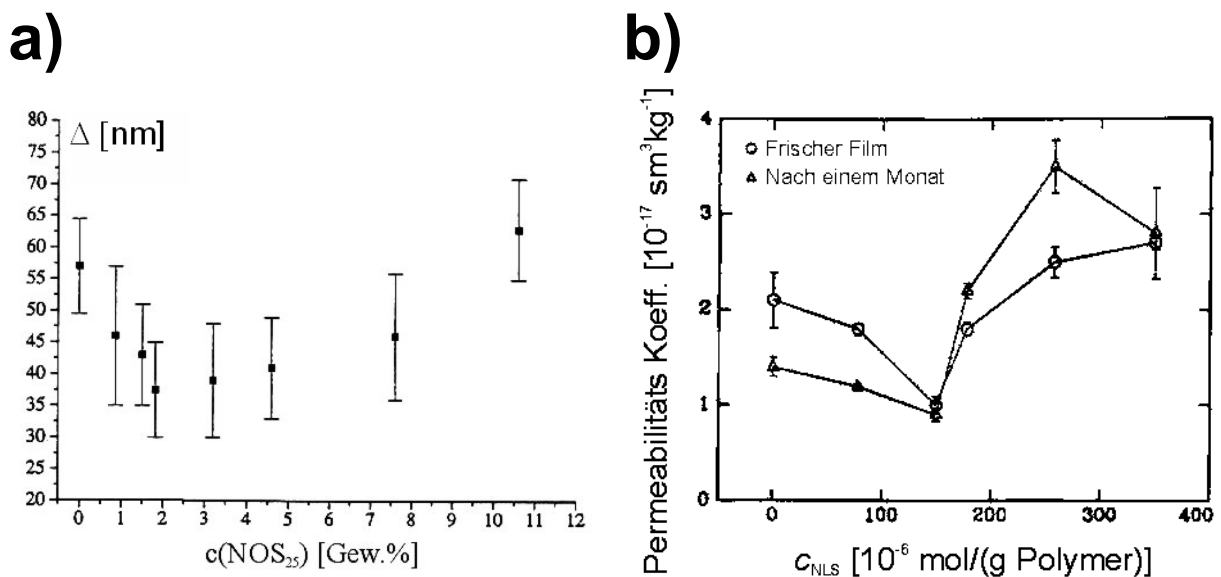 a)
Δ [nm]
80
75
70
65
60
55
50
45
40
35
30
25
20
0 1 2 3 4 5 6 7 8 9 10 11 12
c(NOS₂₅) [Gew.%]
b)
Permeabilitäts Koeff. [10⁻¹⁷ sm³kg⁻¹]
4
3
2
1
0
Frischer Film
Nach einem Monat
0 100 200 300 400
c_NLS [10⁻⁶ mol/(g Polymer)]